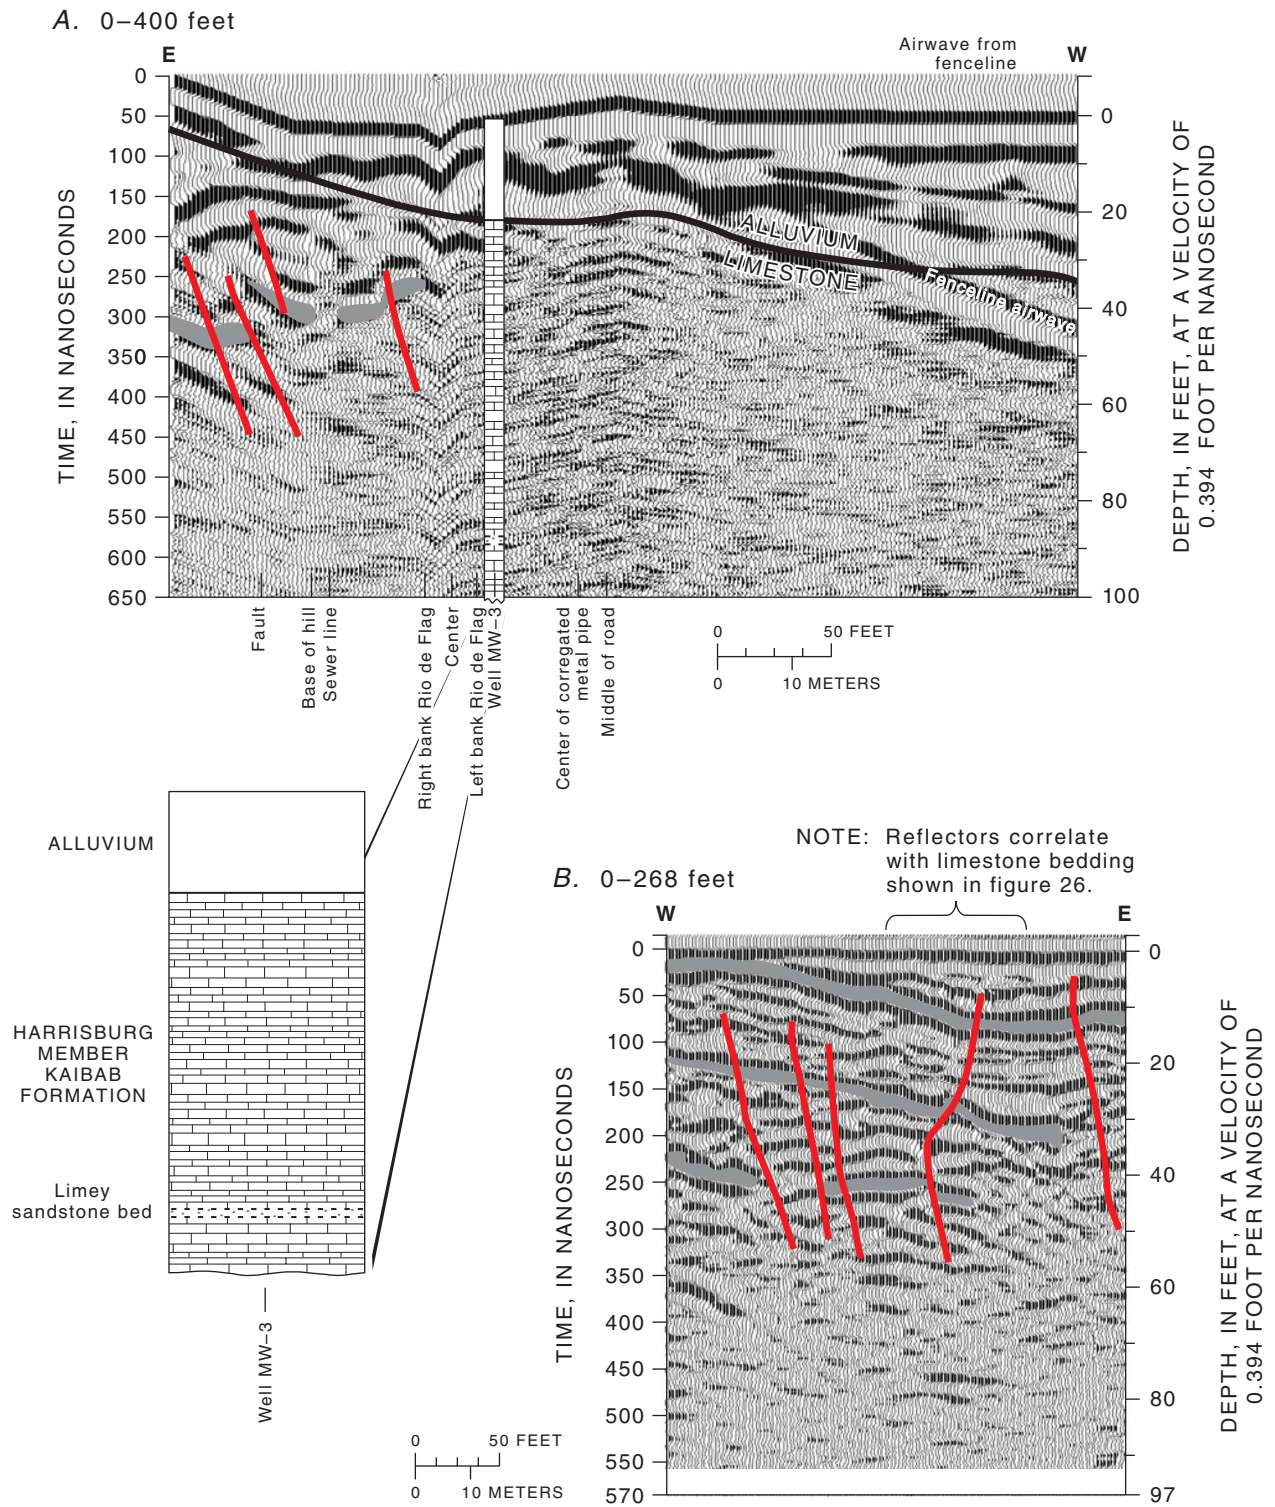 A. 0–400 feet
Airwave from
fenceline
E
W
0
50
100
150
200
250
300
350
400
450
500
550
600
650
TIME, IN NANOSECONDS
0
20
40
60
80
100
DEPTH, IN FEET, AT A VELOCITY OF
0.394 FOOT PER NANOSECOND
ALLUVIUM
LIMESTONE
Fenceline airwave
Fault
Base of hill
Sewer line
Right bank Rio de Flag
Center
Left bank Rio de Flag
Well MW–3
Center of corregated
metal pipe
Middle of road
0 50 FEET
0 10 METERS
ALLUVIUM
HARRISBURG
MEMBER
KAIBAB
FORMATION
Limey
sandstone bed
Well MW–3
NOTE: Reflectors correlate
with limestone bedding
shown in figure 26.
B. 0–268 feet
W
E
0
50
100
150
200
250
300
350
400
450
500
550
570
TIME, IN NANOSECONDS
0
20
40
60
80
97
DEPTH, IN FEET, AT A VELOCITY OF
0.394 FOOT PER NANOSECOND
0 50 FEET
0 10 METERS